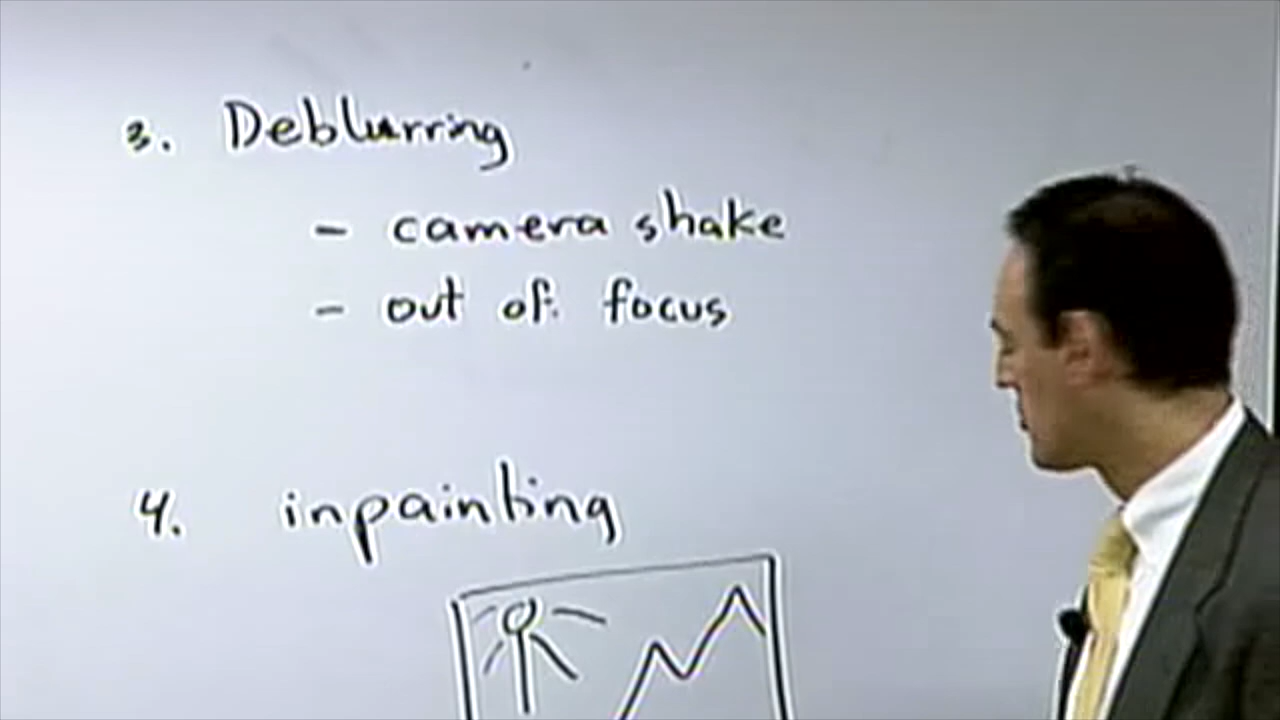 3. Deblurring
- camera shake
- out of focus
4. inpainting